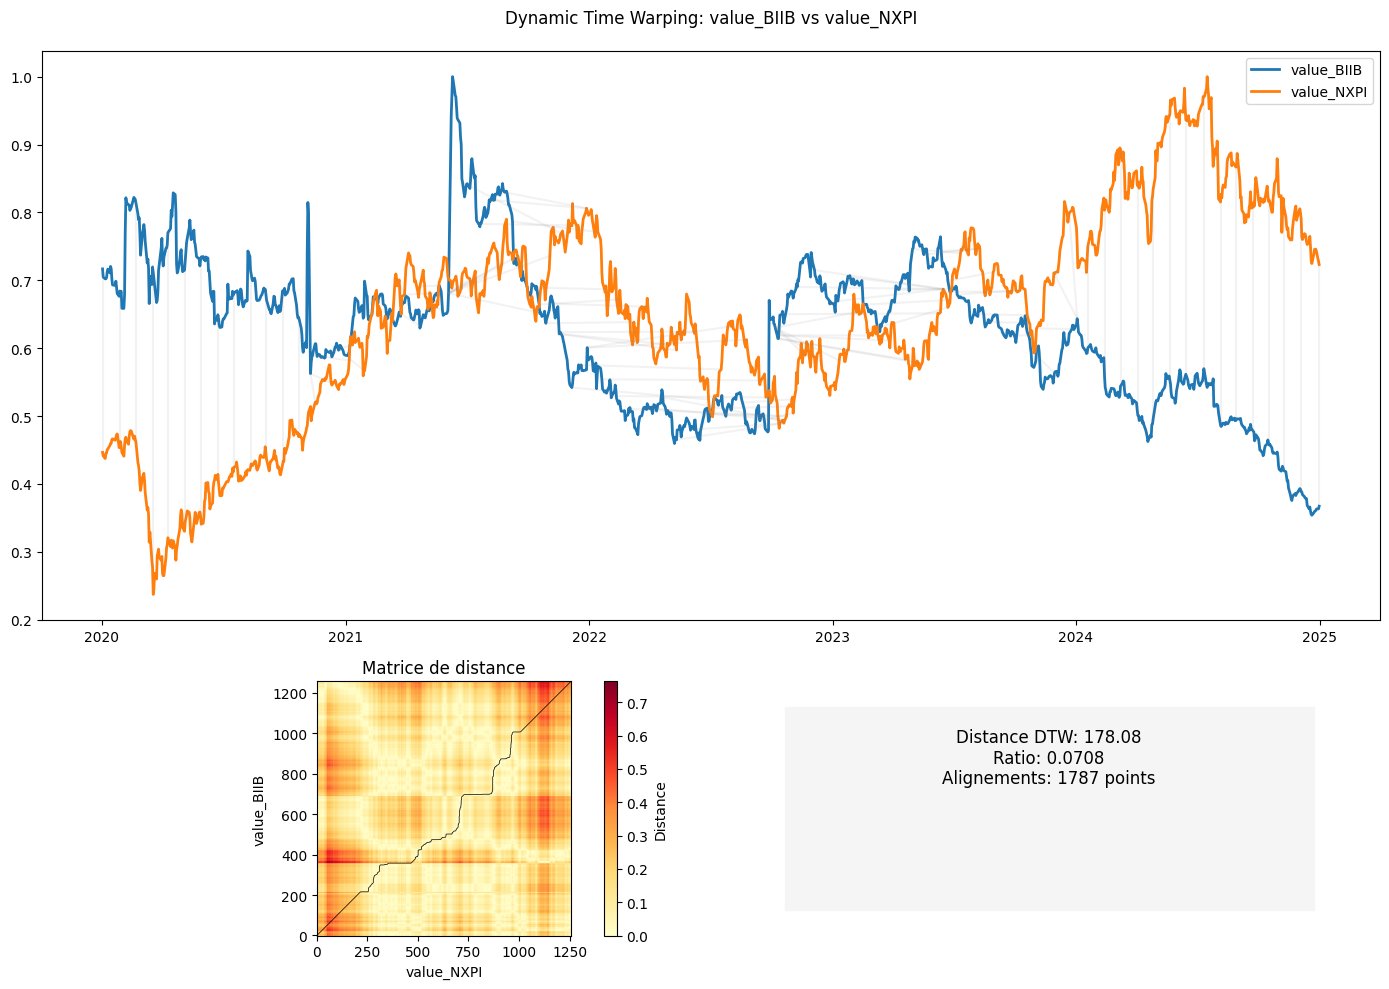 Dynamic Time Warping: value_BIIB vs value_NXPI
1.0
0.9
0.8
0.7
0.6
0.5
0.4
0.3
0.2
value_BIIB
value_NXPI
2020 2021 2022 2023 2024 2025
Matrice de distance
1200
1000
800
600
400
200
0
value_BIIB
0 250 500 750 1000 1250
value_NXPI
0.7
0.6
0.5
0.4
0.3
0.2
0.1
0.0
Distance
Distance DTW: 178.08
Ratio: 0.0708
Alignements: 1787 points